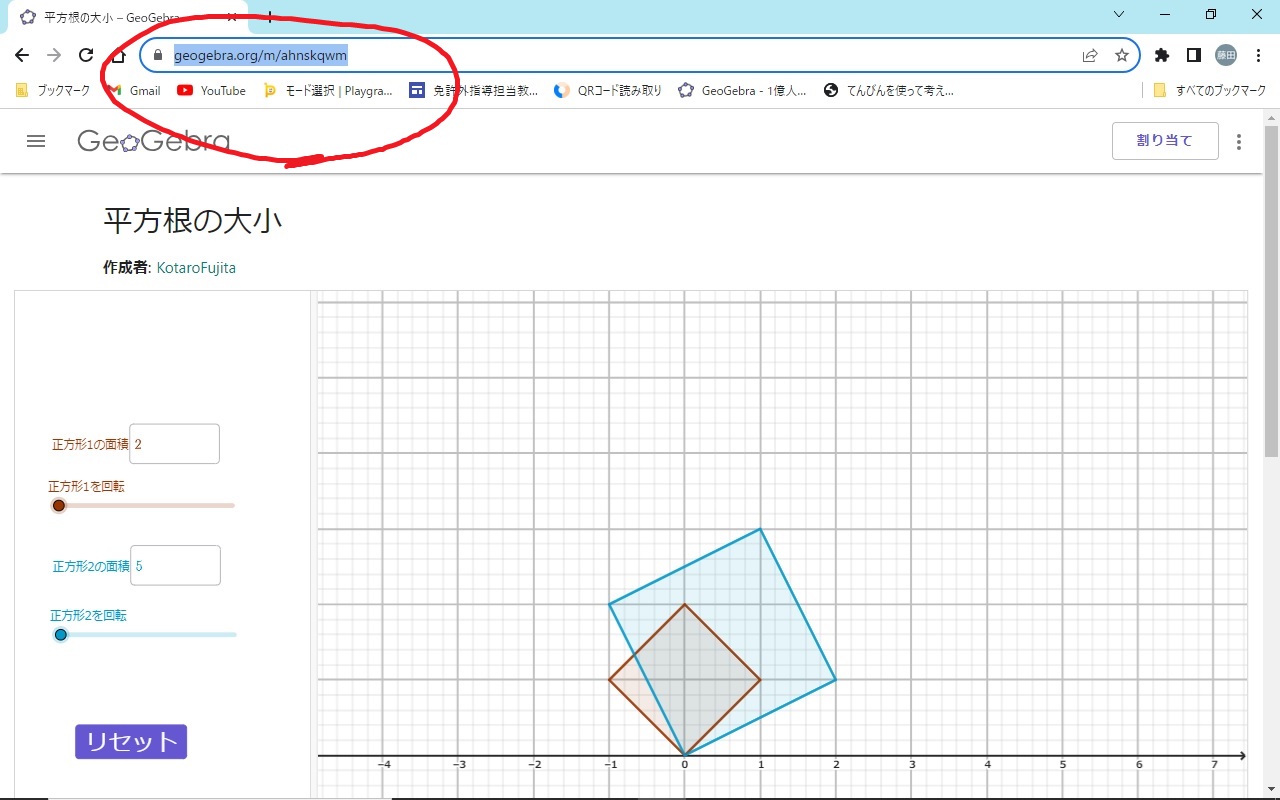 平方根の大小 – GeoGebra
geogebra.org/m/ahnskqwm
藤田
ブックマーク Gmail YouTube モード選択 | Playgra... 免許外指導担当教... QRコード読み取り GeoGebra - 1億人... てんびんを使って考え... すべてのブックマーク
GeoGebra 割り当て
平方根の大小
作成者: KotaroFujita
正方形1の面積 2
正方形1を回転
正方形2の面積 5
正方形2を回転
リセット
–4 –3 –2 –1 0 1 2 3 4 5 6 7